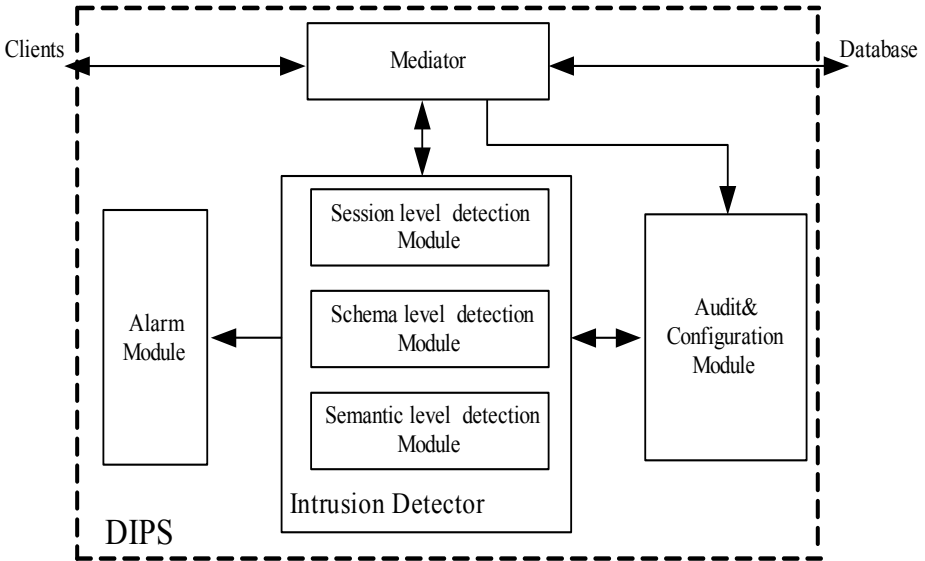 Clients
Mediator
Database
Session level detection
Module
Schema level detection
Module
Semantic level detection
Module
Intrusion Detector
Alarm
Module
Audit&
Configuration
Module
DIPS